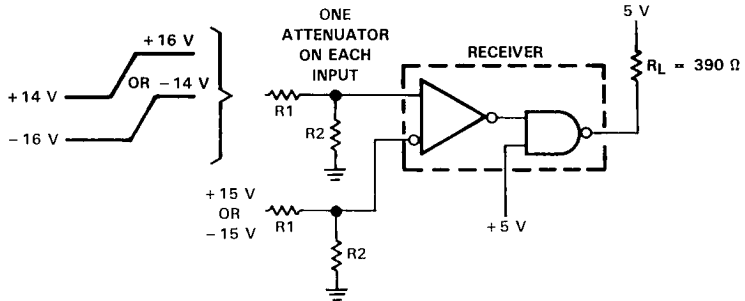 ONE
ATTENUATOR
ON EACH
INPUT
+16 V
OR −14 V
+14 V
−16 V
R1
R2
RECEIVER
5 V
RL = 390 Ω
+15 V
OR
−15 V
R1
R2
+5 V